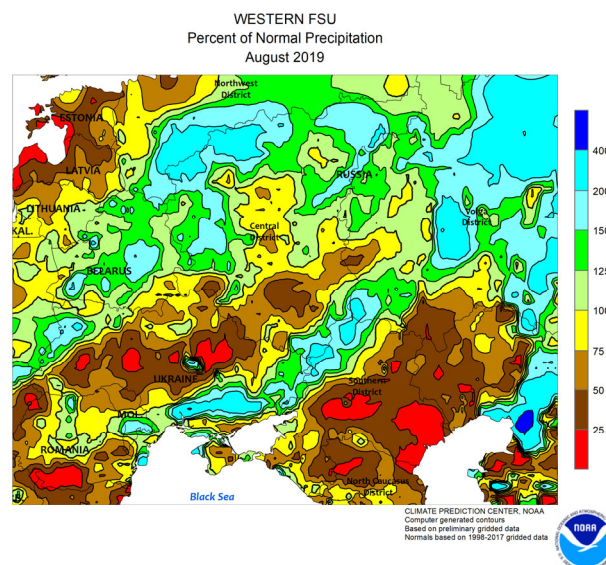 WESTERN FSU
Percent of Normal Precipitation
August 2019
Northwest
District
ESTONIA
LATVIA
RUSSIA
LITHUANIA
KAL.
Volga
District
Central
District
BELARUS
UKRAINE
Southern
District
MOL.
ROMANIA
North Caucasus
District
Black Sea
400
200
150
125
100
75
50
25
CLIMATE PREDICTION CENTER, NOAA
Computer generated contours
Based on preliminary gridded data
Normals based on 1998-2017 gridded data
NOAA